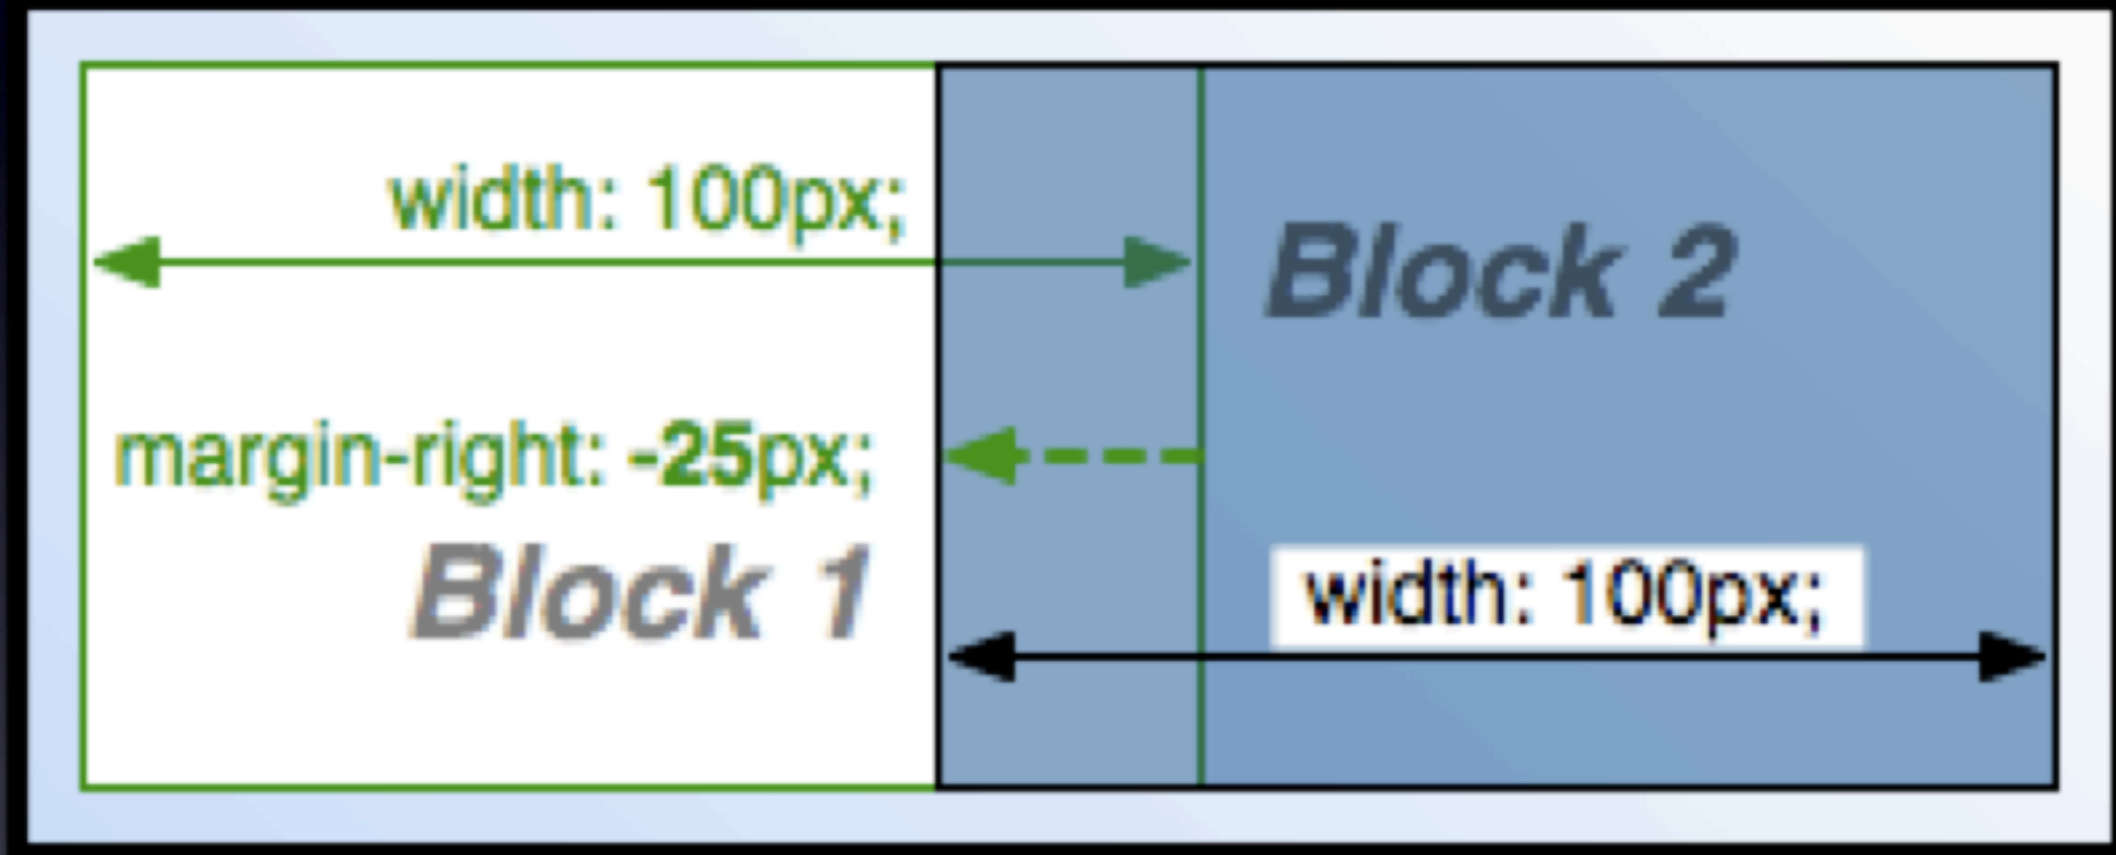 width: 100px;
Block 2
margin-right: -25px;
Block 1
width: 100px;